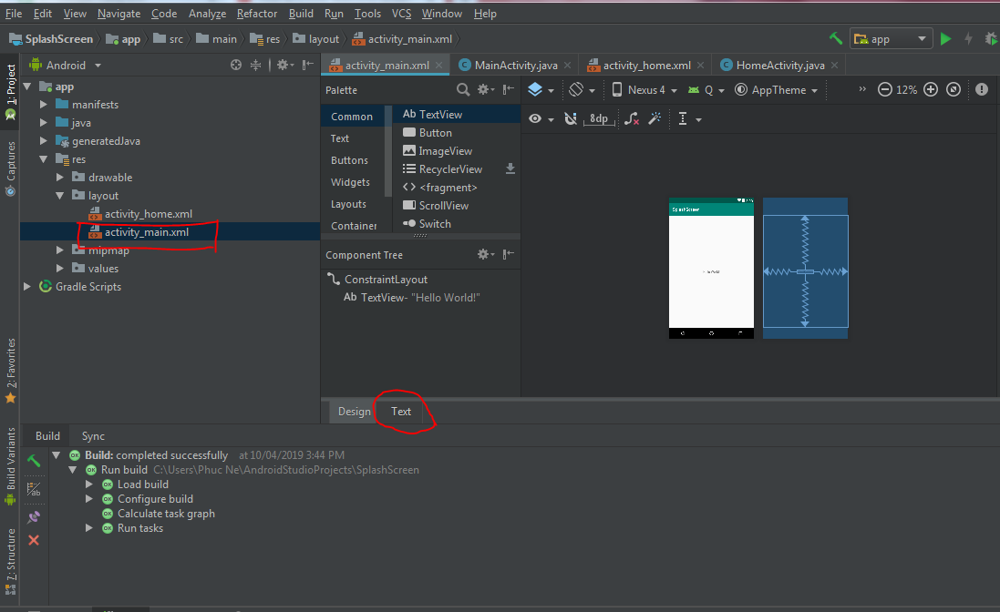 File Edit View Navigate Code Analyze Refactor Build Run Tools VCS Window Help
SplashScreen app src main res layout activity_main.xml app
1: Project
Captures
2: Favorites
Build Variants
7: Structure
Android
app
manifests
java
generatedJava
res
drawable
layout
activity_home.xml
activity_main.xml
mipmap
values
Gradle Scripts
activity_main.xml MainActivity.java activity_home.xml HomeActivity.java
Palette
Common
Text
Buttons
Widgets
Layouts
Container
Ab TextView
Button
ImageView
RecyclerView
<> <fragment>
ScrollView
Switch
Nexus 4 Q AppTheme >> 12%
8dp
SplashScreen
Component Tree
ConstraintLayout
Ab TextView- "Hello World!"
Design Text
Build Sync
Build: completed successfully at 10/04/2019 3:44 PM
Run build C:\Users\Phuc Ne\AndroidStudioProjects\SplashScreen
Load build
Configure build
Calculate task graph
Run tasks